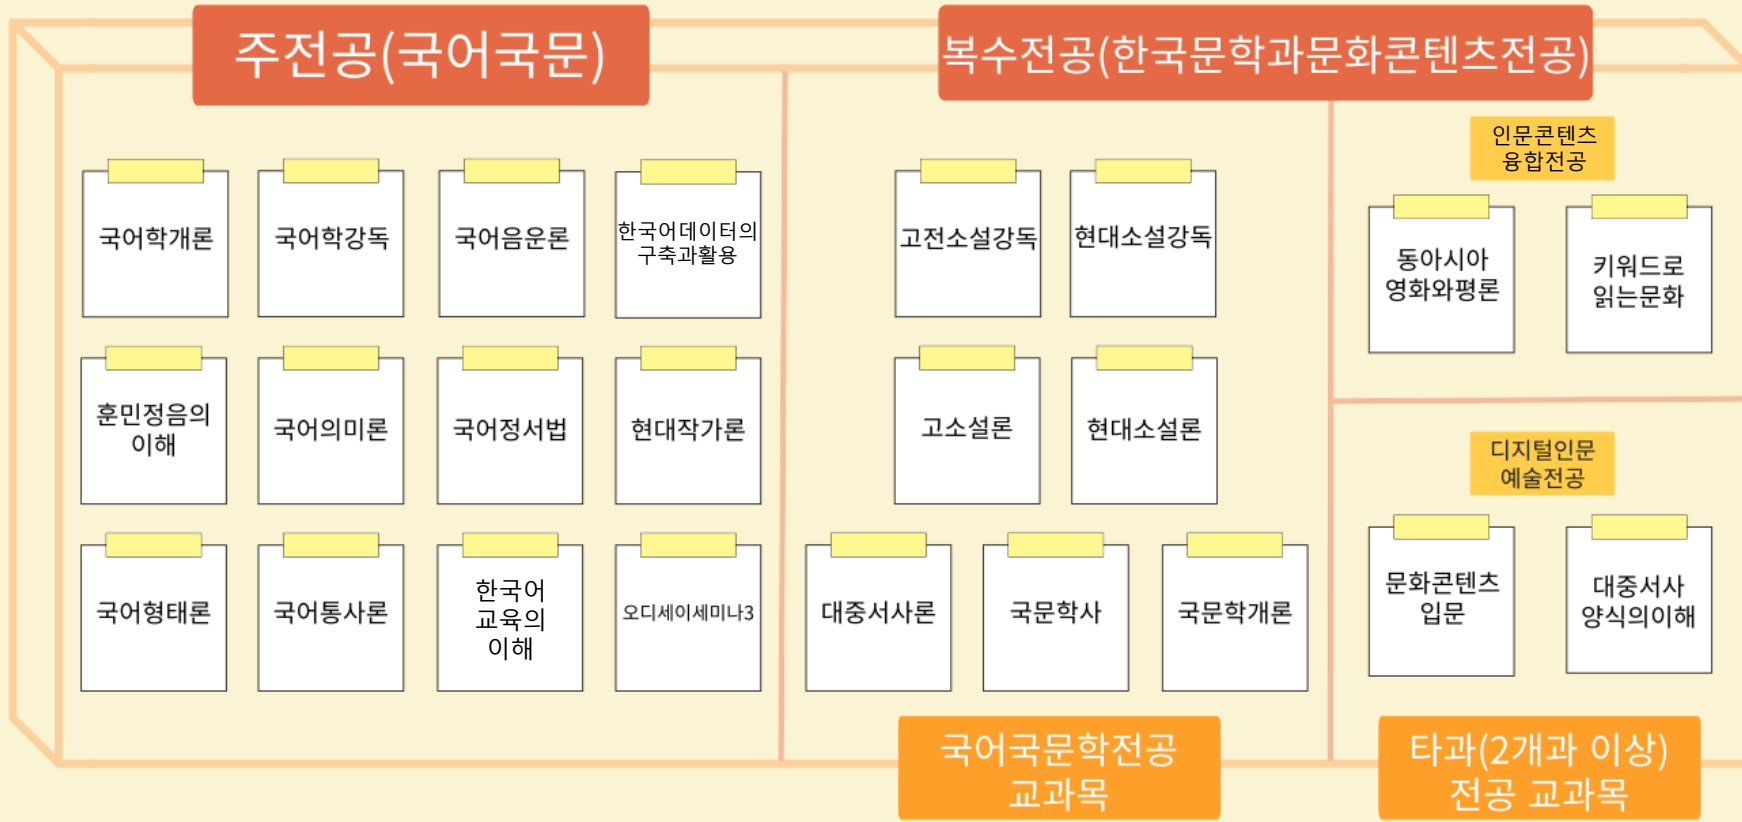 주전공(국어국문)
복수전공(한국문학과문화콘텐츠전공)
국어학개론
국어학강독
국어음운론
한국어데이터의
구축과활용
훈민정음의
이해
국어의미론
국어정서법
현대작가론
국어형태론
국어통사론
한국어
교육의
이해
오디세이세미나3
고전소설강독
현대소설강독
고소설론
현대소설론
대중서사론
국문학사
국문학개론
국어국문학전공
교과목
인문콘텐츠
융합전공
동아시아
영화와평론
키워드로
읽는문화
디지털인문
예술전공
문화콘텐츠
입문
대중서사
양식의이해
타과(2개과 이상)
전공 교과목